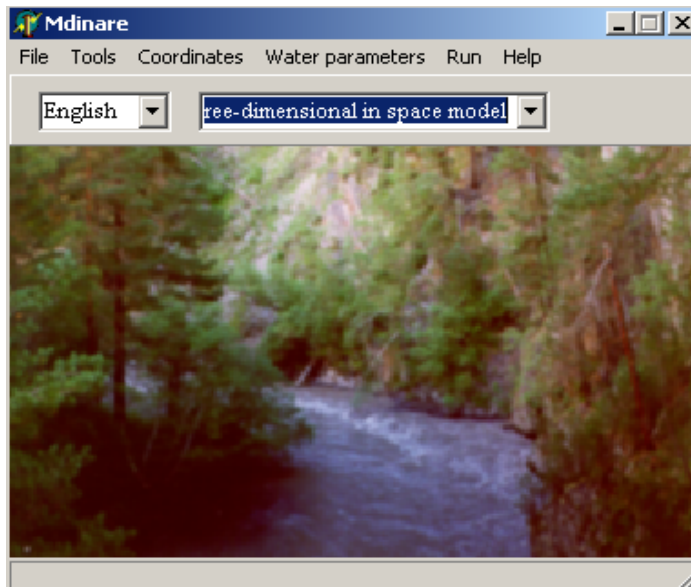 Mdinare
File Tools Coordinates Water parameters Run Help
English ree-dimensional in space model